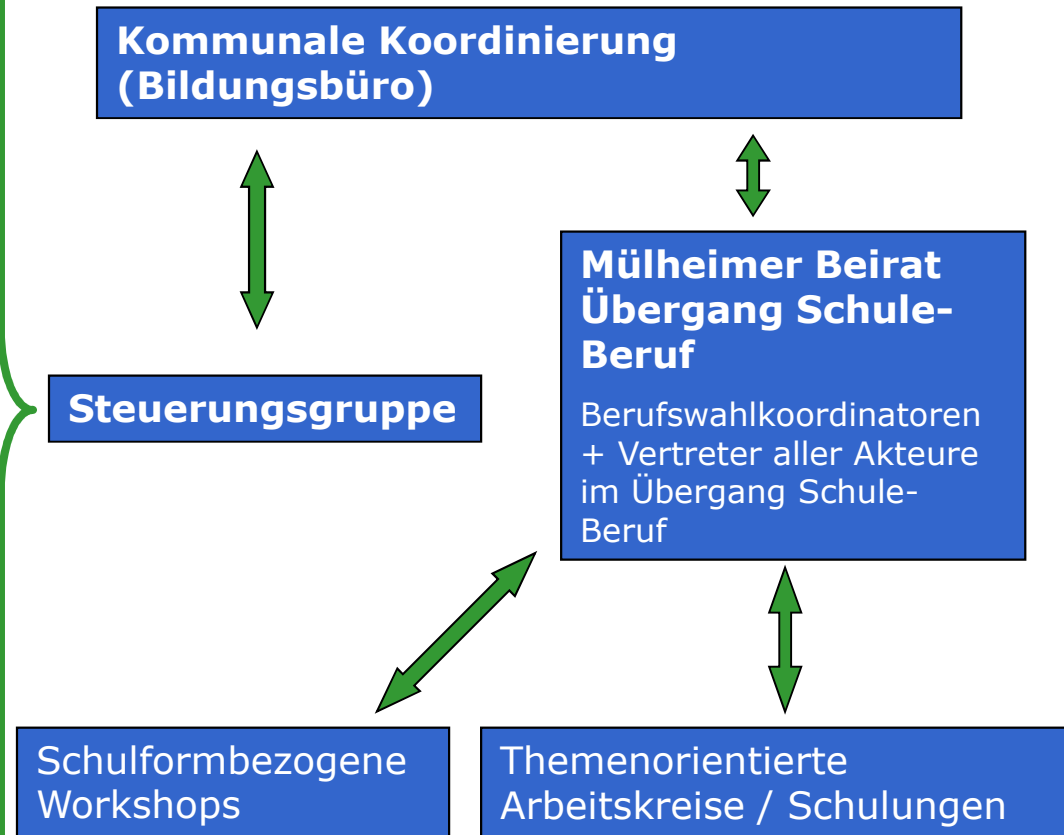 Kommunale Koordinierung
(Bildungsbüro)
Mülheimer Beirat
Übergang Schule-
Beruf
Berufswahlkoordinatoren
+ Vertreter aller Akteure
im Übergang Schule-
Beruf
Steuerungsgruppe
Schulformbezogene
Workshops
Themenorientierte
Arbeitskreise / Schulungen